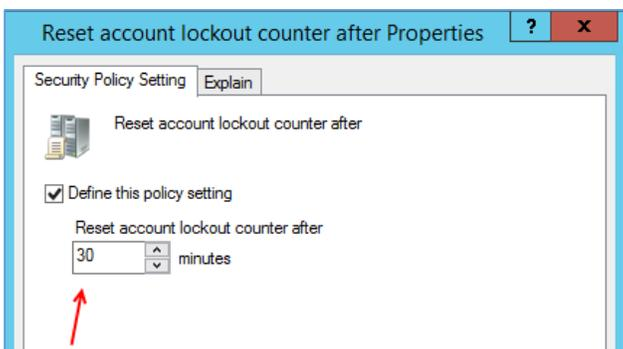 Reset account lockout counter after Properties ? X
Security Policy Setting Explain
Reset account lockout counter after
Define this policy setting
Reset account lockout counter after
30 minutes